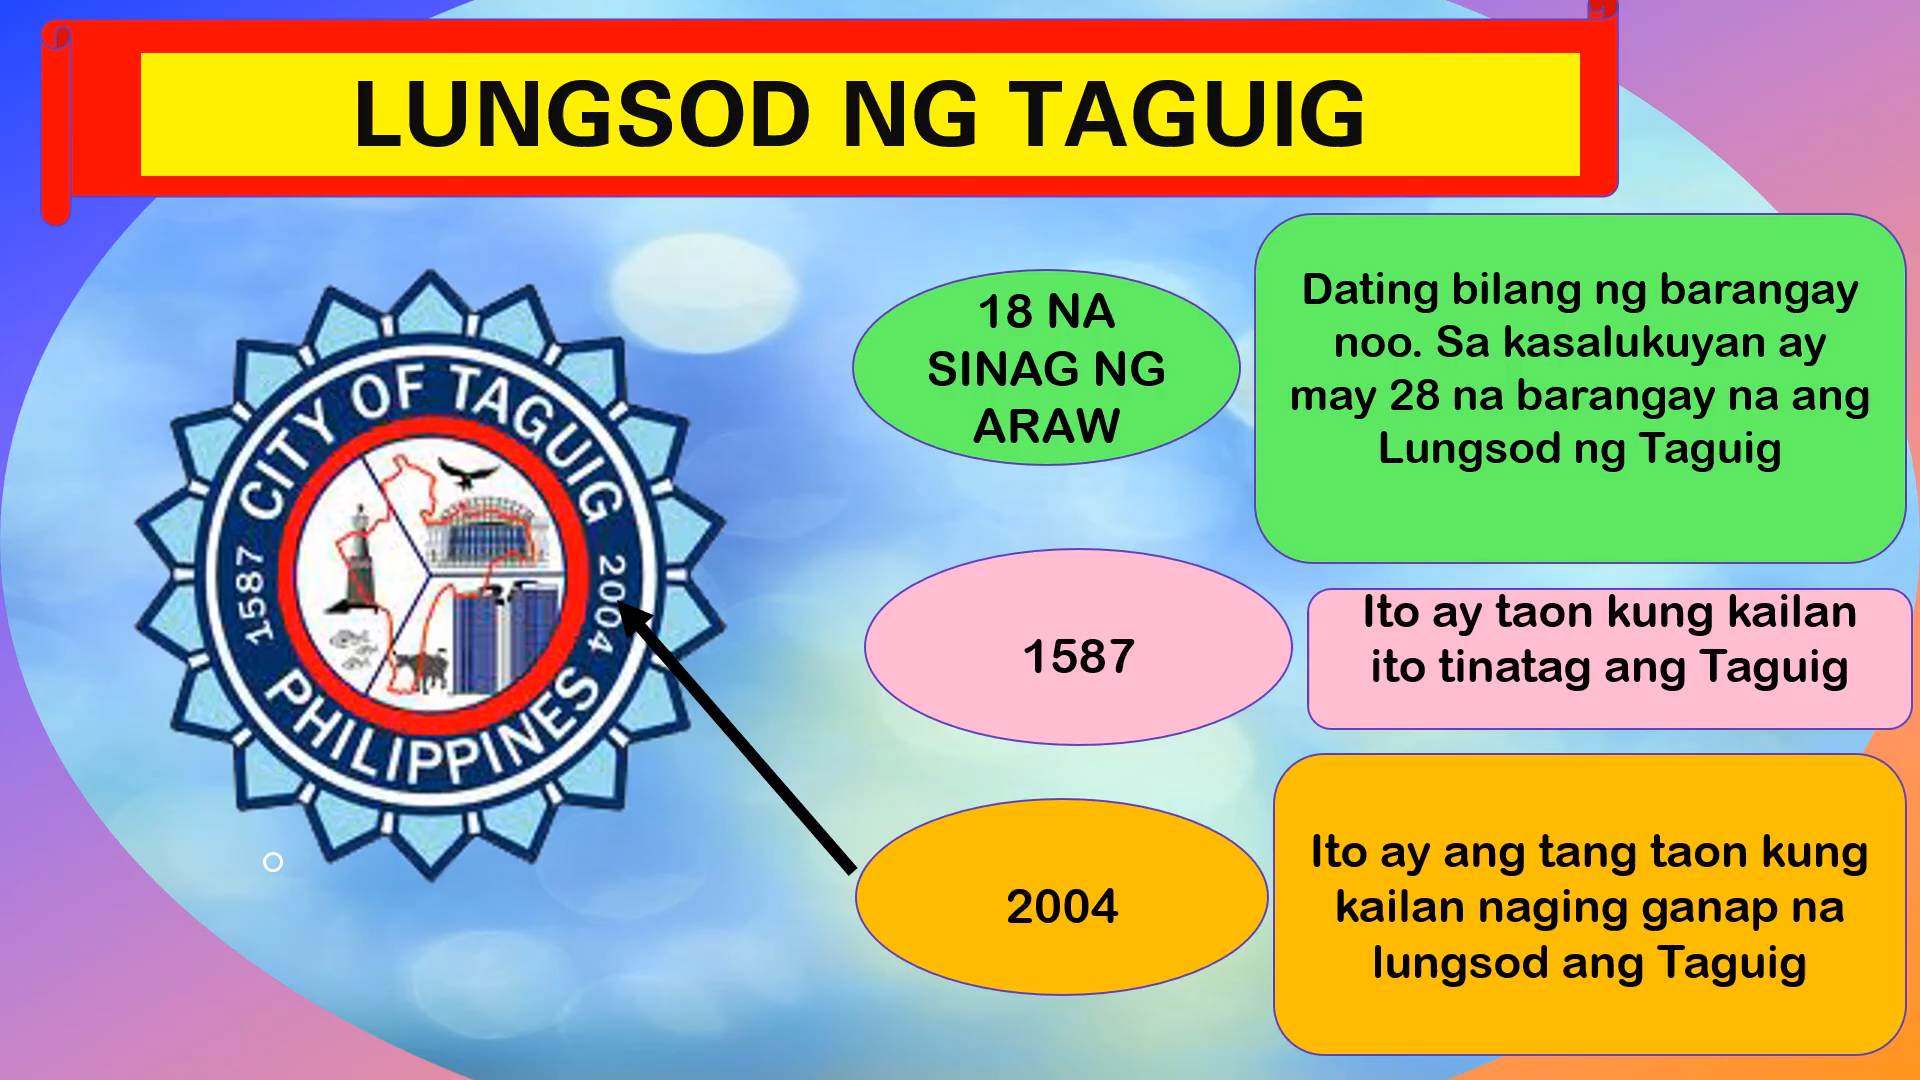 LUNGSOD NG TAGUIG
CITY OF TAGUIG
1587
2004
PHILIPPINES
18 NA
SINAG NG
ARAW
Dating bilang ng barangay
noo. Sa kasalukuyan ay
may 28 na barangay na ang
Lungsod ng Taguig
1587
Ito ay taon kung kailan
ito tinatag ang Taguig
2004
Ito ay ang tang taon kung
kailan naging ganap na
lungsod ang Taguig